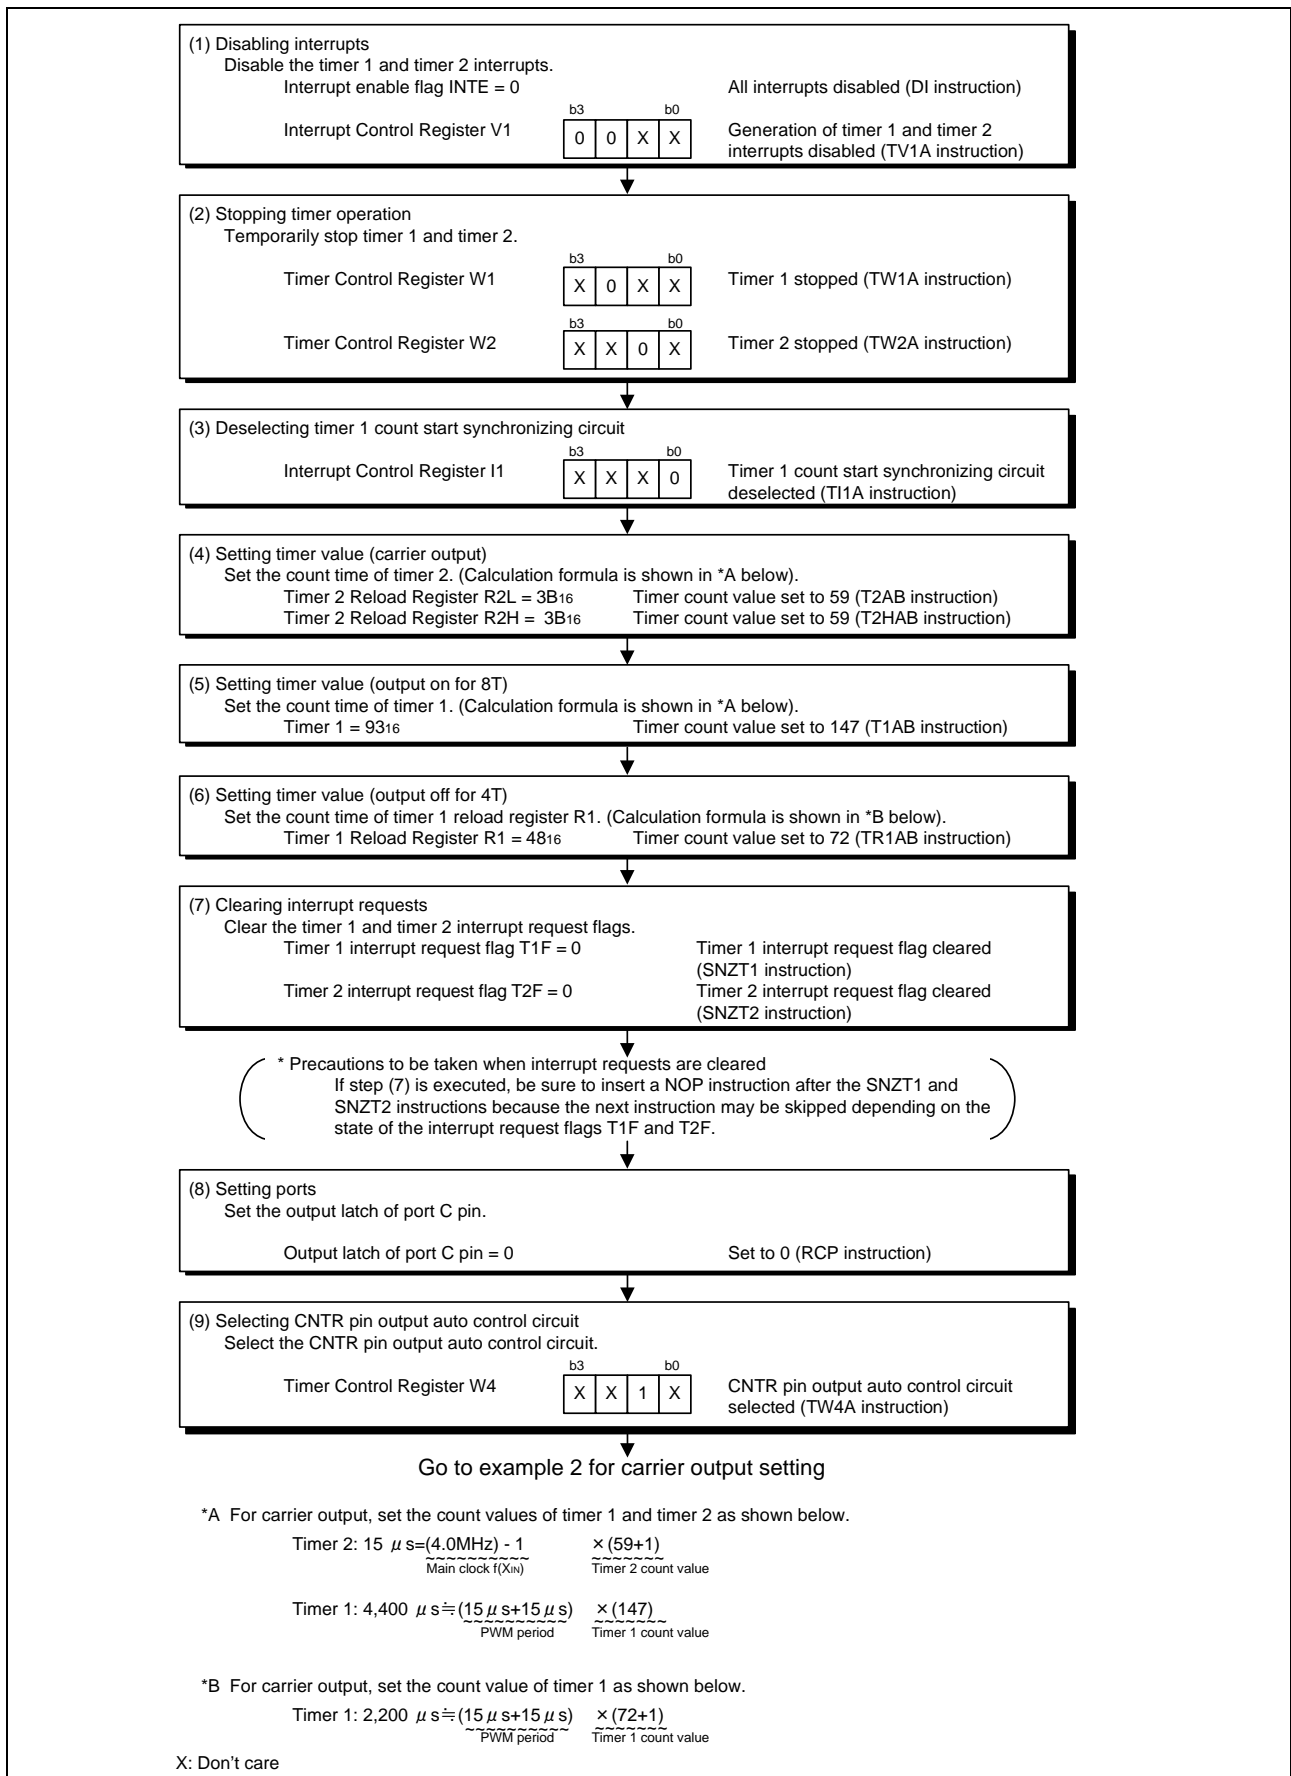 (1) Disabling interrupts
Disable the timer 1 and timer 2 interrupts.
Interrupt enable flag INTE = 0 All interrupts disabled (DI instruction)
b3 b0
Interrupt Control Register V1 0 0 X X Generation of timer 1 and timer 2
interrupts disabled (TV1A instruction)
(2) Stopping timer operation
Temporarily stop timer 1 and timer 2.
b3 b0
Timer Control Register W1 X 0 X X Timer 1 stopped (TW1A instruction)
b3 b0
Timer Control Register W2 X X 0 X Timer 2 stopped (TW2A instruction)
(3) Deselecting timer 1 count start synchronizing circuit
b3 b0
Interrupt Control Register I1 X X X 0 Timer 1 count start synchronizing circuit
deselected (TI1A instruction)
(4) Setting timer value (carrier output)
Set the count time of timer 2. (Calculation formula is shown in *A below).
Timer 2 Reload Register R2L = 3B16 Timer count value set to 59 (T2AB instruction)
Timer 2 Reload Register R2H = 3B16 Timer count value set to 59 (T2HAB instruction)
(5) Setting timer value (output on for 8T)
Set the count time of timer 1. (Calculation formula is shown in *A below).
Timer 1 = 9316 Timer count value set to 147 (T1AB instruction)
(6) Setting timer value (output off for 4T)
Set the count time of timer 1 reload register R1. (Calculation formula is shown in *B below).
Timer 1 Reload Register R1 = 4816 Timer count value set to 72 (TR1AB instruction)
(7) Clearing interrupt requests
Clear the timer 1 and timer 2 interrupt request flags.
Timer 1 interrupt request flag T1F = 0 Timer 1 interrupt request flag cleared
(SNZT1 instruction)
Timer 2 interrupt request flag T2F = 0 Timer 2 interrupt request flag cleared
(SNZT2 instruction)
* Precautions to be taken when interrupt requests are cleared
If step (7) is executed, be sure to insert a NOP instruction after the SNZT1 and
SNZT2 instructions because the next instruction may be skipped depending on the
state of the interrupt request flags T1F and T2F.
(8) Setting ports
Set the output latch of port C pin.
Output latch of port C pin = 0 Set to 0 (RCP instruction)
(9) Selecting CNTR pin output auto control circuit
Select the CNTR pin output auto control circuit.
b3 b0
Timer Control Register W4 X X 1 X CNTR pin output auto control circuit
selected (TW4A instruction)
Go to example 2 for carrier output setting
*A For carrier output, set the count values of timer 1 and timer 2 as shown below.
Timer 2: 15 μs=(4.0MHz) - 1 ×(59+1)
Main clock f(XIN) Timer 2 count value
Timer 1: 4,400 μs≒(15μs+15μs) ×(147)
PWM period Timer 1 count value
*B For carrier output, set the count value of timer 1 as shown below.
Timer 1: 2,200 μs≒(15μs+15μs) ×(72+1)
PWM period Timer 1 count value
X: Don't care